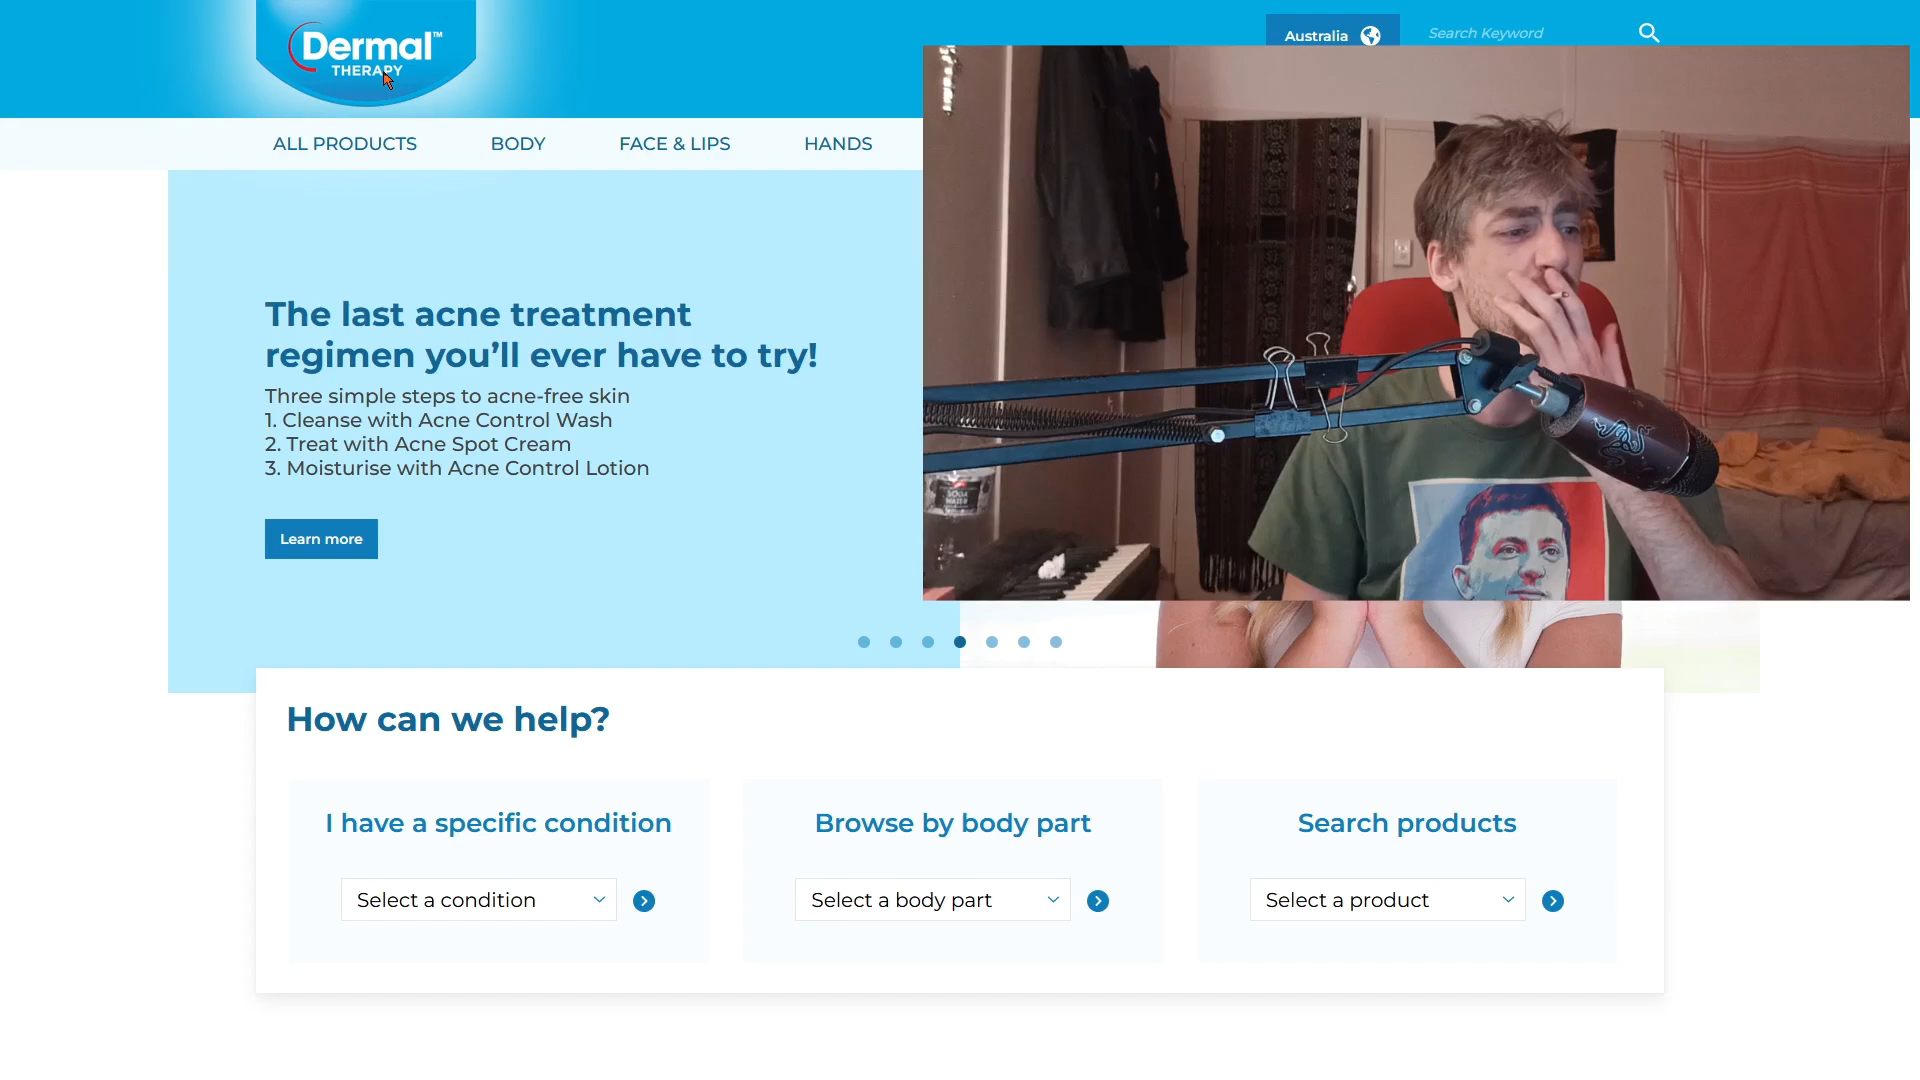 Dermal™
THERAPY
Australia
Search Keyword
ALL PRODUCTS
BODY
FACE & LIPS
HANDS
The last acne treatment
regimen you’ll ever have to try!
Three simple steps to acne-free skin
1. Cleanse with Acne Control Wash
2. Treat with Acne Spot Cream
3. Moisturise with Acne Control Lotion
Learn more
SODA
WATER
How can we help?
I have a specific condition
Browse by body part
Search products
Select a condition
Select a body part
Select a product